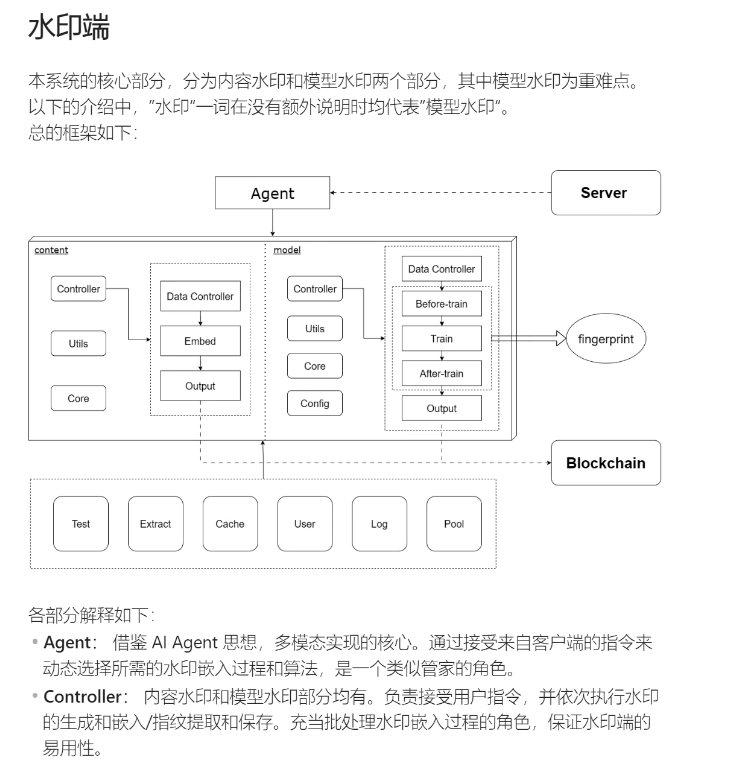 水印端
本系统的核心部分，分为内容水印和模型水印两个部分，其中模型水印为重难点。
以下的介绍中，”水印“一词在没有额外说明时均代表”模型水印“。
总的框架如下：
Agent
Server
content
model
Controller
Utils
Core
Data Controller
Embed
Output
Controller
Utils
Core
Config
Data Controller
Before-train
Train
After-train
Output
fingerprint
Blockchain
Test
Extract
Cache
User
Log
Pool
各部分解释如下：
• Agent： 借鉴 AI Agent 思想，多模态实现的核心。通过接受来自客户端的指令来
动态选择所需的水印嵌入过程和算法，是一个类似管家的角色。
• Controller： 内容水印和模型水印部分均有。负责接受用户指令，并依次执行水印
的生成和嵌入/指纹提取和保存。充当批处理水印嵌入过程的角色，保证水印端的
易用性。